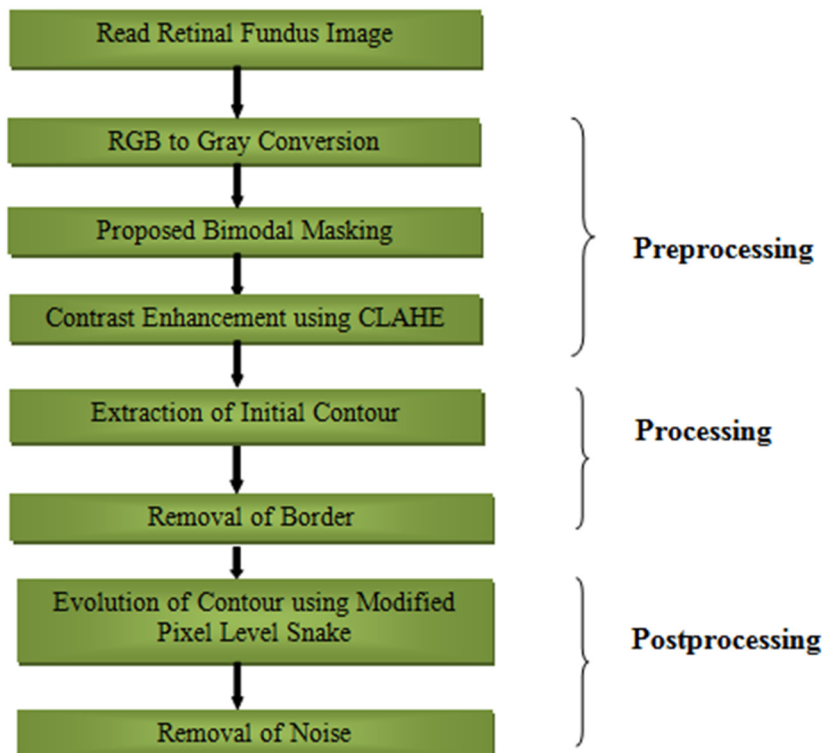 Read Retinal Fundus Image
RGB to Gray Conversion
Proposed Bimodal Masking
Contrast Enhancement using CLAHE
Preprocessing
Extraction of Initial Contour
Removal of Border
Processing
Evolution of Contour using Modified
Pixel Level Snake
Removal of Noise
Postprocessing